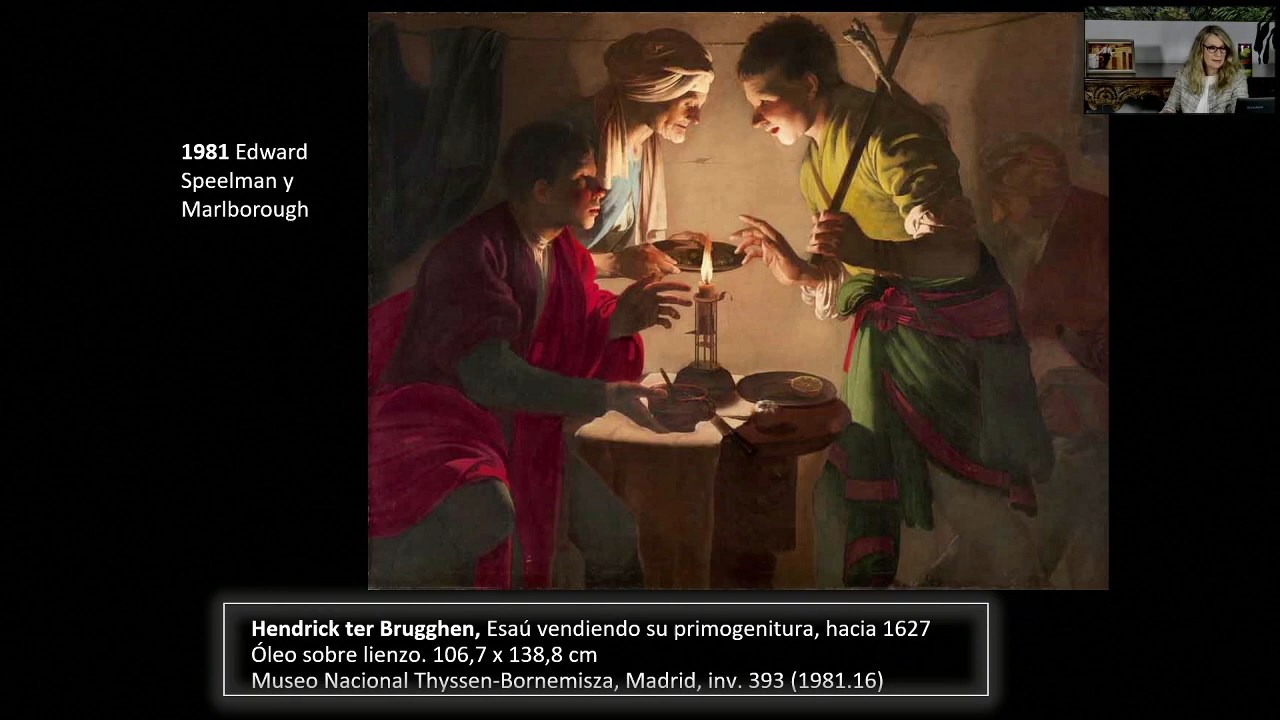 1981 Edward
Speelman y
Marlborough
Hendrick ter Brugghen, Esaú vendiendo su primogenitura, hacia 1627
Óleo sobre lienzo. 106,7 x 138,8 cm
Museo Nacional Thyssen-Bornemisza, Madrid, inv. 393 (1981.16)